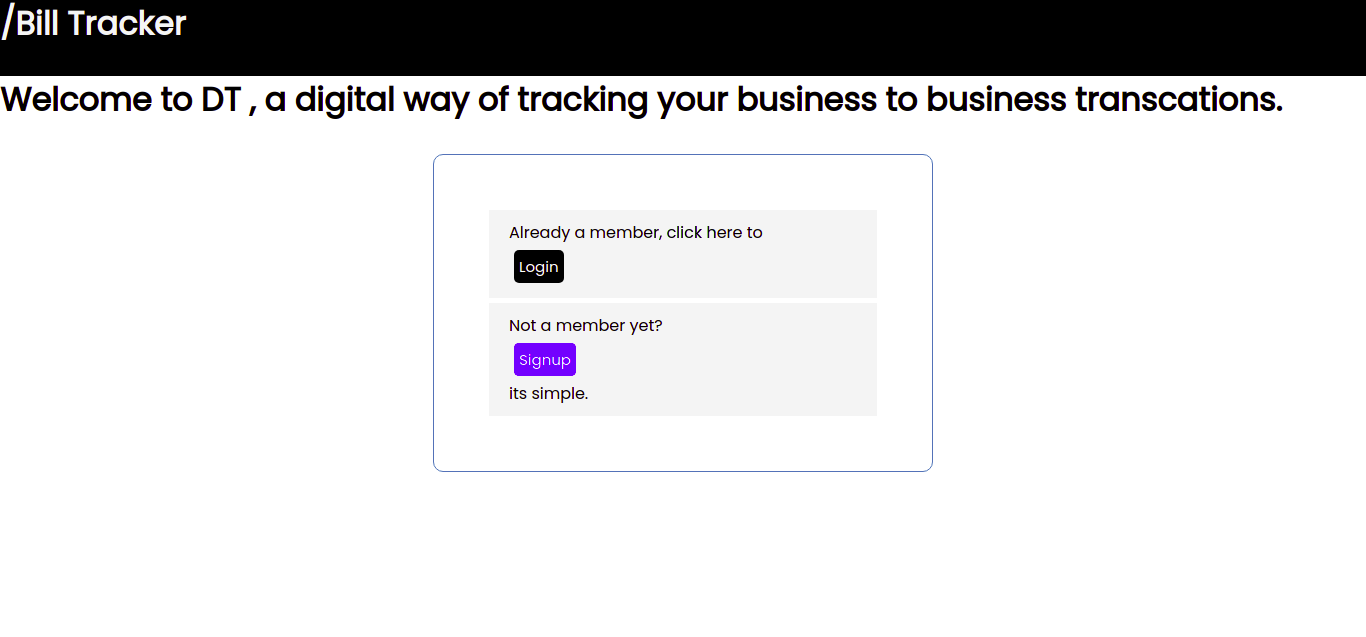 /Bill Tracker
Welcome to DT , a digital way of tracking your business to business transcations.
Already a member, click here to
Login
Not a member yet?
Signup
its simple.